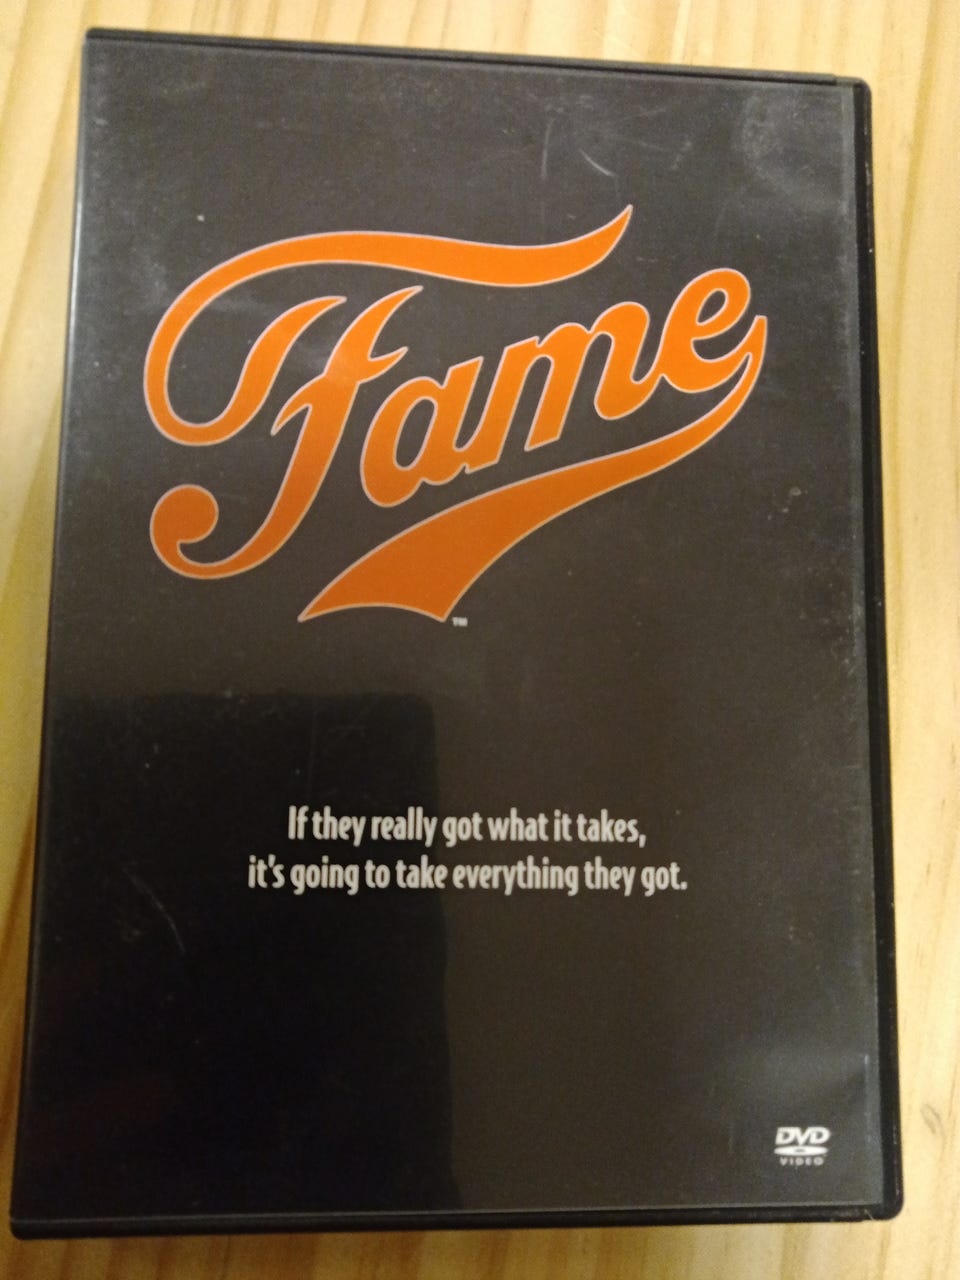 Fame
TM
If they really got what it takes,
it's going to take everything they got.
DVD
VIDEO